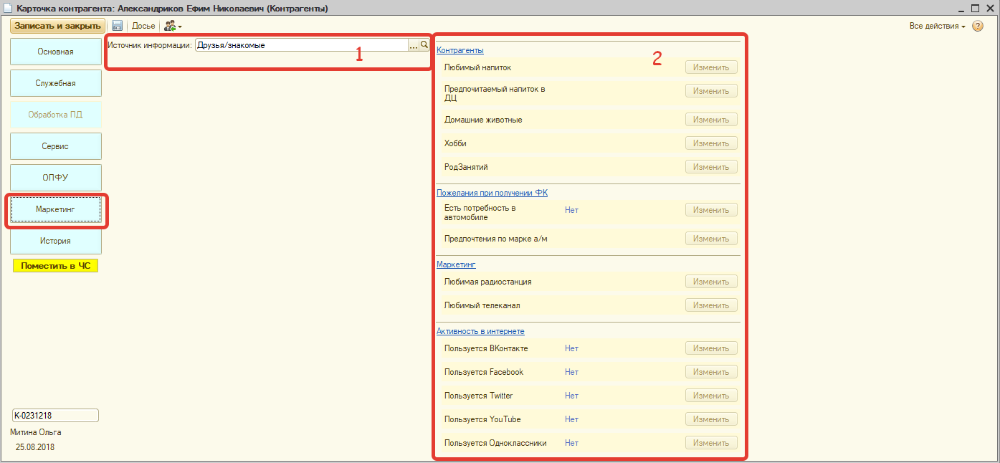 Карточка контрагента: Александриков Ефим Николаевич (Контрагенты)
Записать и закрыть
Досье
Все действия
?
Основная
Служебная
Обработка ПД
Сервис
ОПФУ
Маркетинг
История
Поместить в ЧС
К-0231218
Митина Ольга
25.08.2018
Источник информации: Друзья/знакомые ...
1
2
Контрагенты
Любимый напиток Изменить
Предпочитаемый напиток в
ДЦ Изменить
Домашние животные Изменить
Хобби Изменить
РодЗанятий Изменить
Пожелания при получении ФК
Есть потребность в
автомобиле Нет Изменить
Предпочтения по марке а/м Изменить
Маркетинг
Любимая радиостанция Изменить
Любимый телеканал Изменить
Активность в интернете
Пользуется ВКонтакте Нет Изменить
Пользуется Facebook Нет Изменить
Пользуется Twitter Нет Изменить
Пользуется YouTube Нет Изменить
Пользуется Одноклассники Нет Изменить